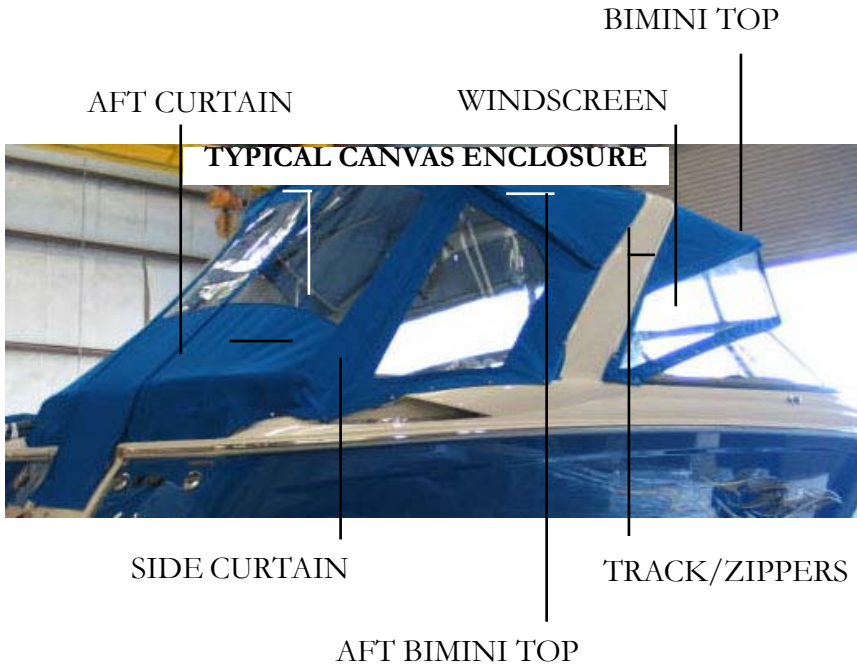 BIMINI TOP
AFT CURTAIN
WINDSCREEN
TYPICAL CANVAS ENCLOSURE
SIDE CURTAIN
TRACK/ZIPPERS
AFT BIMINI TOP